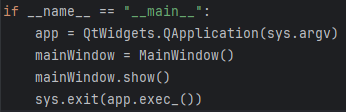 if __name__ == "__main__":
    app = QtWidgets.QApplication(sys.argv)
    mainWindow = MainWindow()
    mainWindow.show()
    sys.exit(app.exec_())